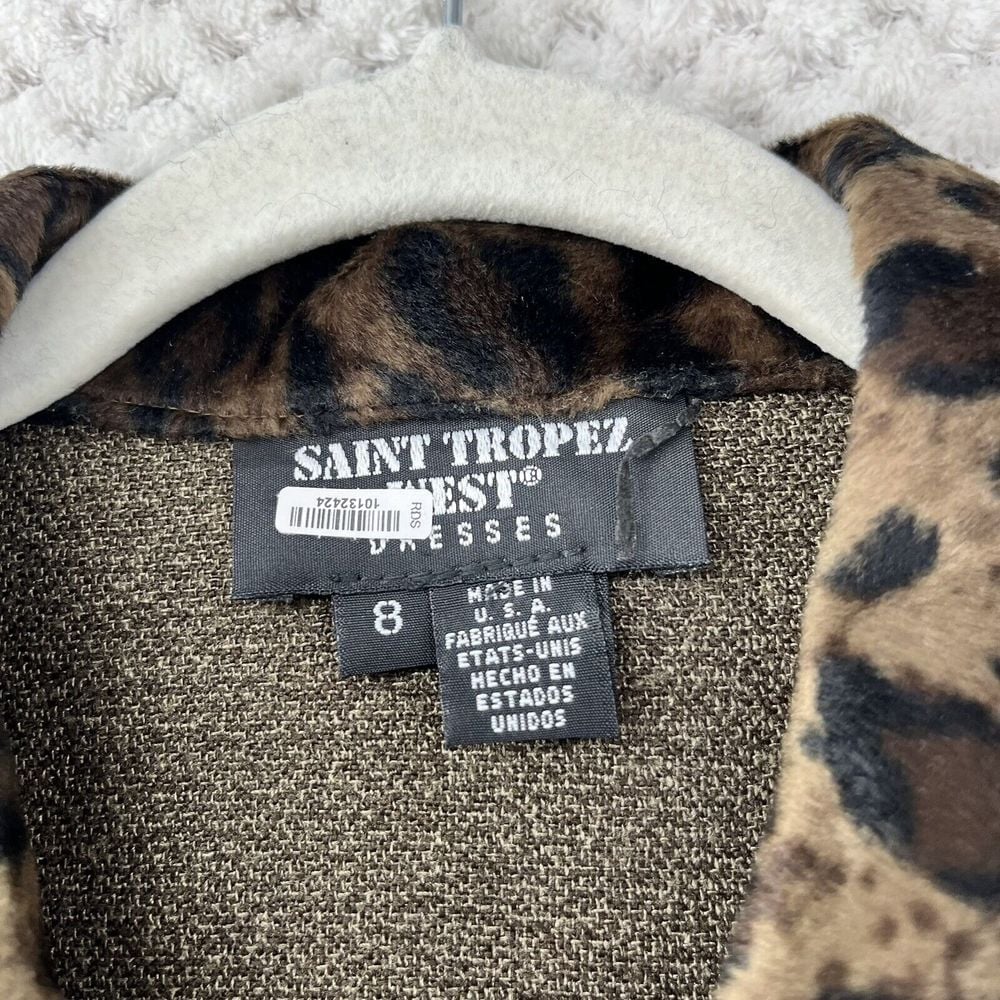 SAINT TROPEZ
WEST®
DRESSES
RDS
10132424
8
MADE IN
U. S. A.
FABRIQUÉ AUX
ETATS-UNIS
HECHO EN
ESTADOS
UNIDOS